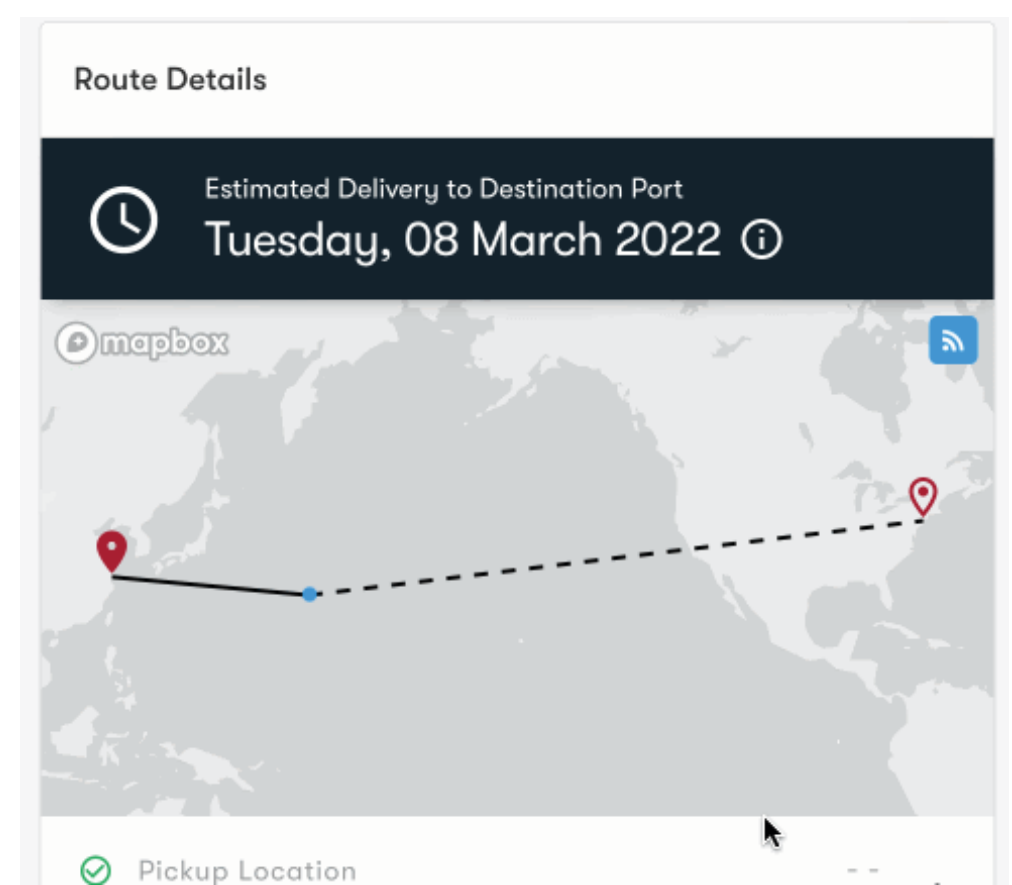 Route Details
Estimated Delivery to Destination Port
Tuesday, 08 March 2022
mapbox
Pickup Location
- -